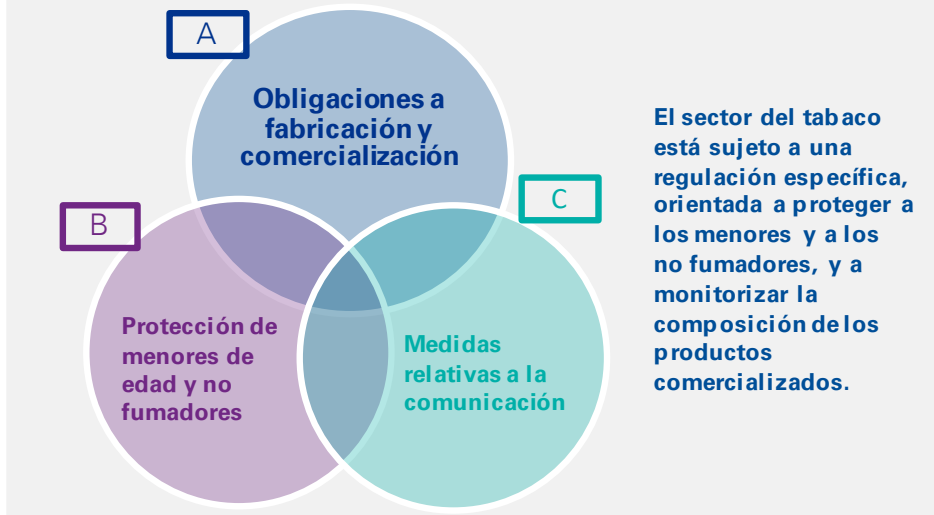 A
Obligaciones a
fabricación y
comercialización
B
Protección de
menores de
edad y no
fumadores
C
Medidas
relativas a la
comunicación
El sector del tabaco
está sujeto a una
regulación específica,
orientada a proteger a
los menores y a los
no fumadores, y a
monitorizar la
composición de los
productos
comercializados.